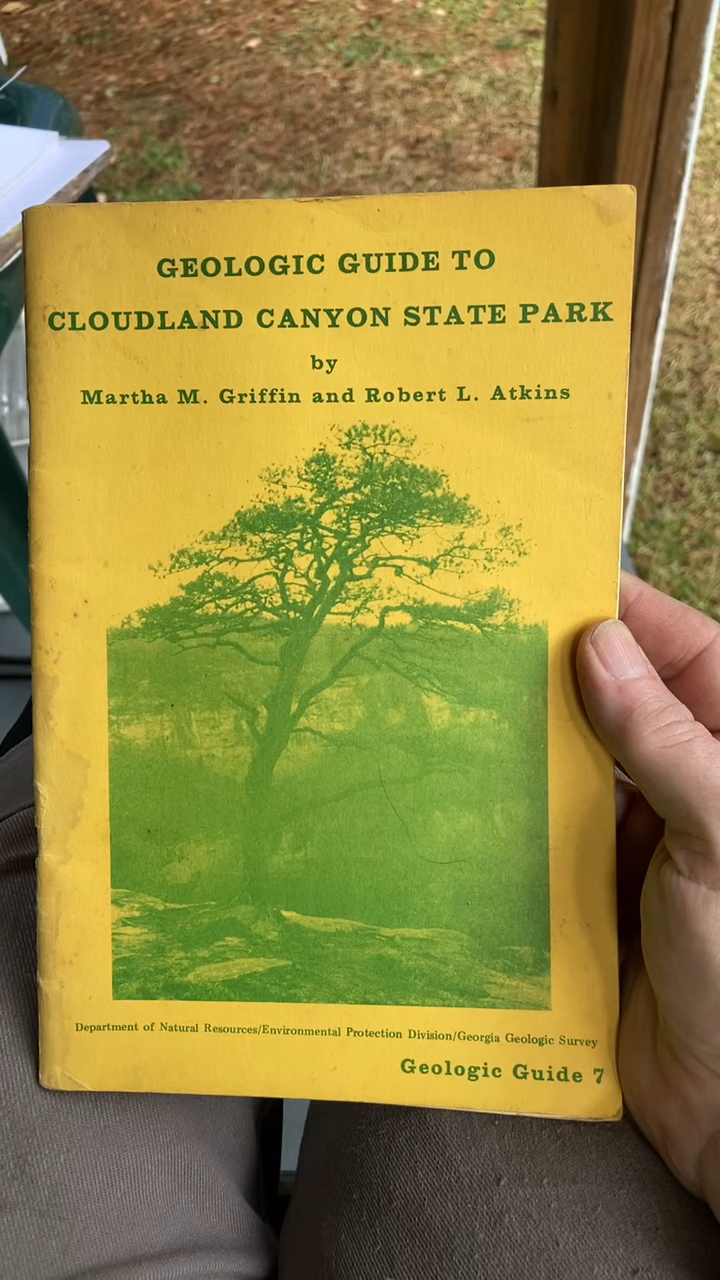 GEOLOGIC GUIDE TO
CLOUDLAND CANYON STATE PARK
by
Martha M. Griffin and Robert L. Atkins
Department of Natural Resources/Environmental Protection Division/Georgia Geologic Survey
Geologic Guide 7